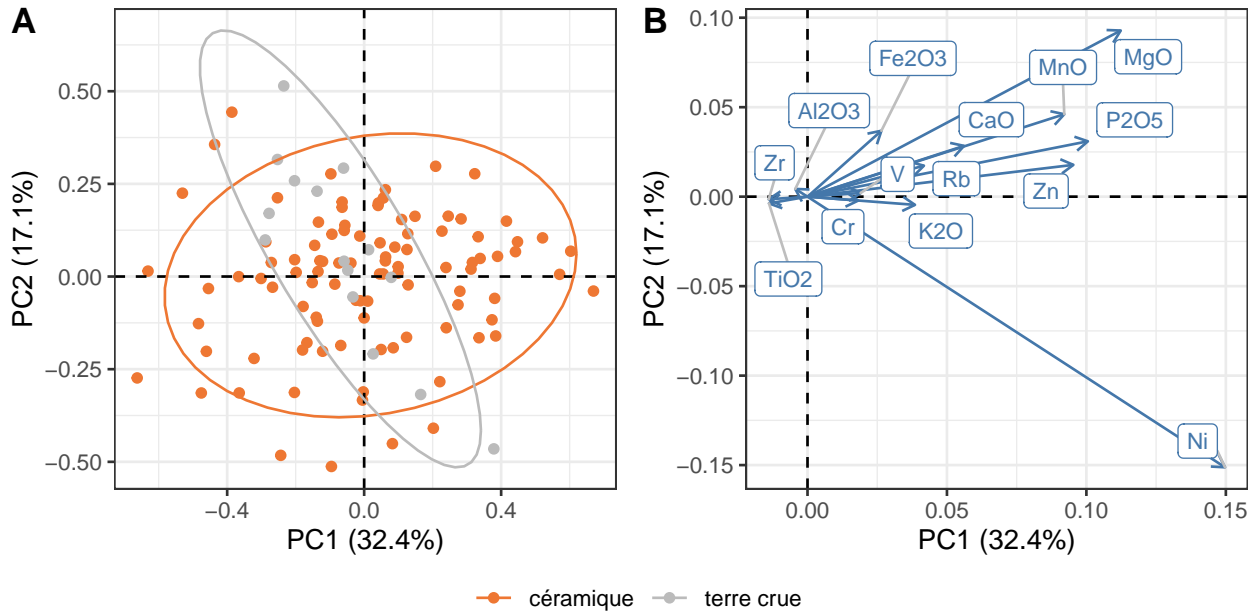 A
PC2 (17.1%)
0.50
0.25
0.00
−0.25
−0.50
−0.4
0.0
0.4
PC1 (32.4%)
B
PC2 (17.1%)
0.10
0.05
0.00
−0.05
−0.10
−0.15
Fe2O3
MnO
MgO
Al2O3
CaO
P2O5
Zr
V
Rb
Zn
Cr
K2O
TiO2
Ni
0.00
0.05
0.10
0.15
PC1 (32.4%)
céramique
terre crue